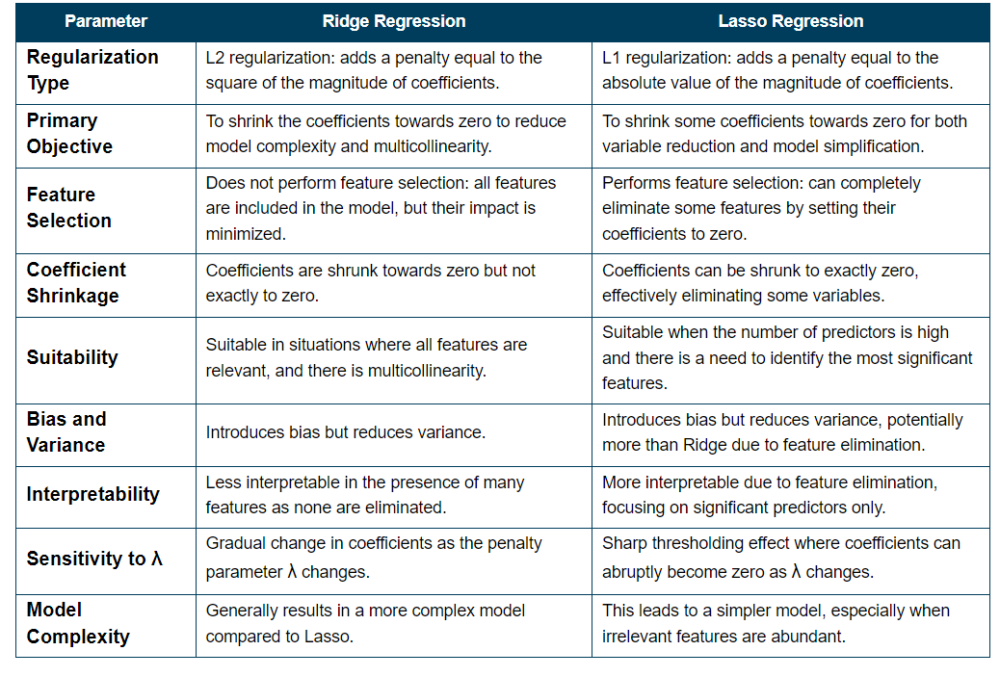 Parameter
Ridge Regression
Lasso Regression
Regularization
Type
L2 regularization: adds a penalty equal to the
square of the magnitude of coefficients.
L1 regularization: adds a penalty equal to the
absolute value of the magnitude of coefficients.
Primary
Objective
To shrink the coefficients towards zero to reduce
model complexity and multicollinearity.
To shrink some coefficients towards zero for both
variable reduction and model simplification.
Feature
Selection
Does not perform feature selection: all features
are included in the model, but their impact is
minimized.
Performs feature selection: can completely
eliminate some features by setting their
coefficients to zero.
Coefficient
Shrinkage
Coefficients are shrunk towards zero but not
exactly to zero.
Coefficients can be shrunk to exactly zero,
effectively eliminating some variables.
Suitability
Suitable in situations where all features are
relevant, and there is multicollinearity.
Suitable when the number of predictors is high
and there is a need to identify the most significant
features.
Bias and
Variance
Introduces bias but reduces variance.
Introduces bias but reduces variance, potentially
more than Ridge due to feature elimination.
Interpretability
Less interpretable in the presence of many
features as none are eliminated.
More interpretable due to feature elimination,
focusing on significant predictors only.
Sensitivity to λ
Gradual change in coefficients as the penalty
parameter λ changes.
Sharp thresholding effect where coefficients can
abruptly become zero as λ changes.
Model
Complexity
Generally results in a more complex model
compared to Lasso.
This leads to a simpler model, especially when
irrelevant features are abundant.